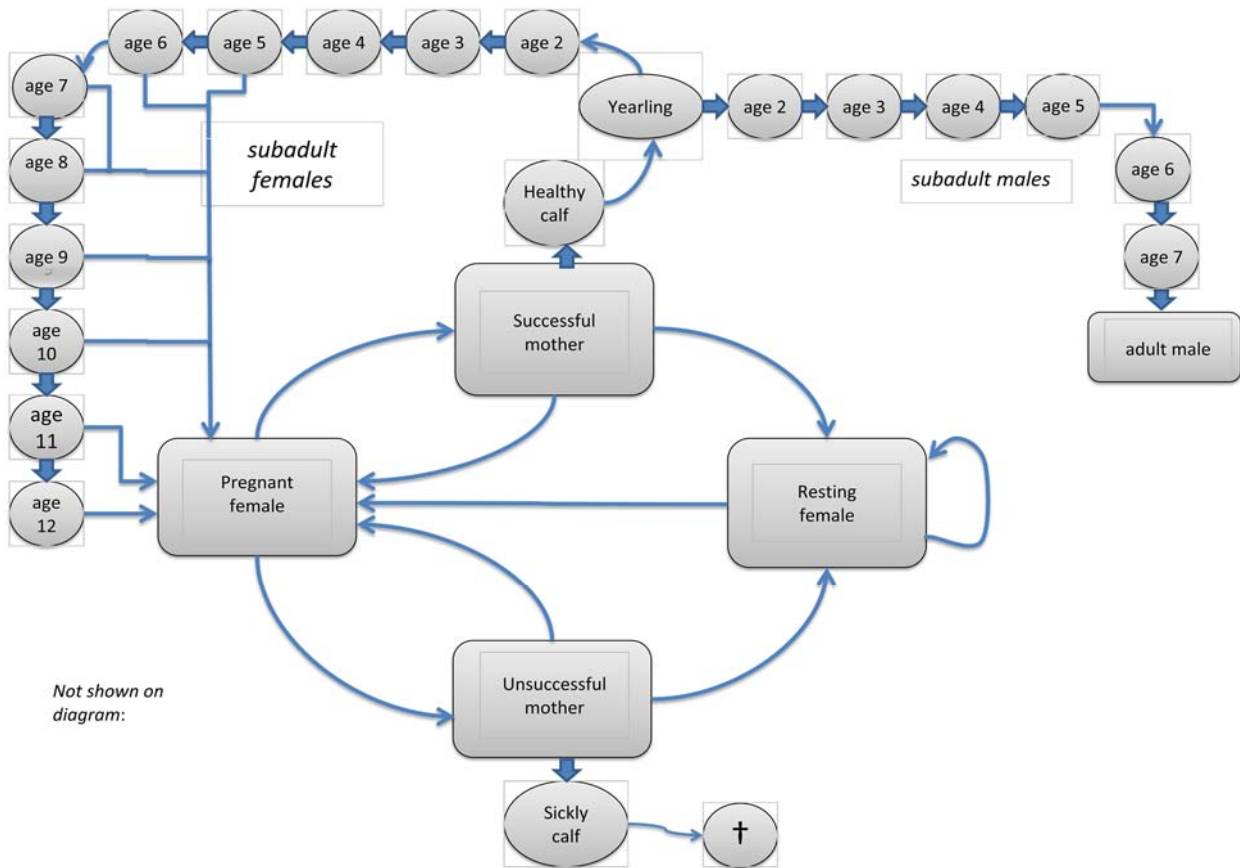 age 6
age 5
age 4
age 3
age 2
age 7
Yearling
age 2
age 3
age 4
age 5
subadult
females
age 8
Healthy
calf
subadult males
age 6
age 9
age 7
Successful
mother
age
10
adult male
age
11
Pregnant
female
Resting
female
age
12
Not shown on
diagram:
Unsuccessful
mother
Sickly
calf
†